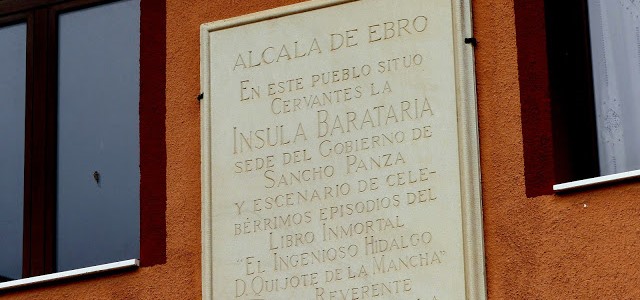 ALCALA DE EBRO
EN ESTE PUEBLO SITUO
CERVANTES LA
INSULA BARATARIA
SEDE DEL GOBIERNO DE
SANCHO PANZA
Y ESCENARIO DE CELE-
BÉRRIMOS EPISODIOS DEL
LIBRO INMORTAL
"EL INGENIOSO HIDALGO
D. QUIJOTE DE LA MANCHA"
REVERENTE